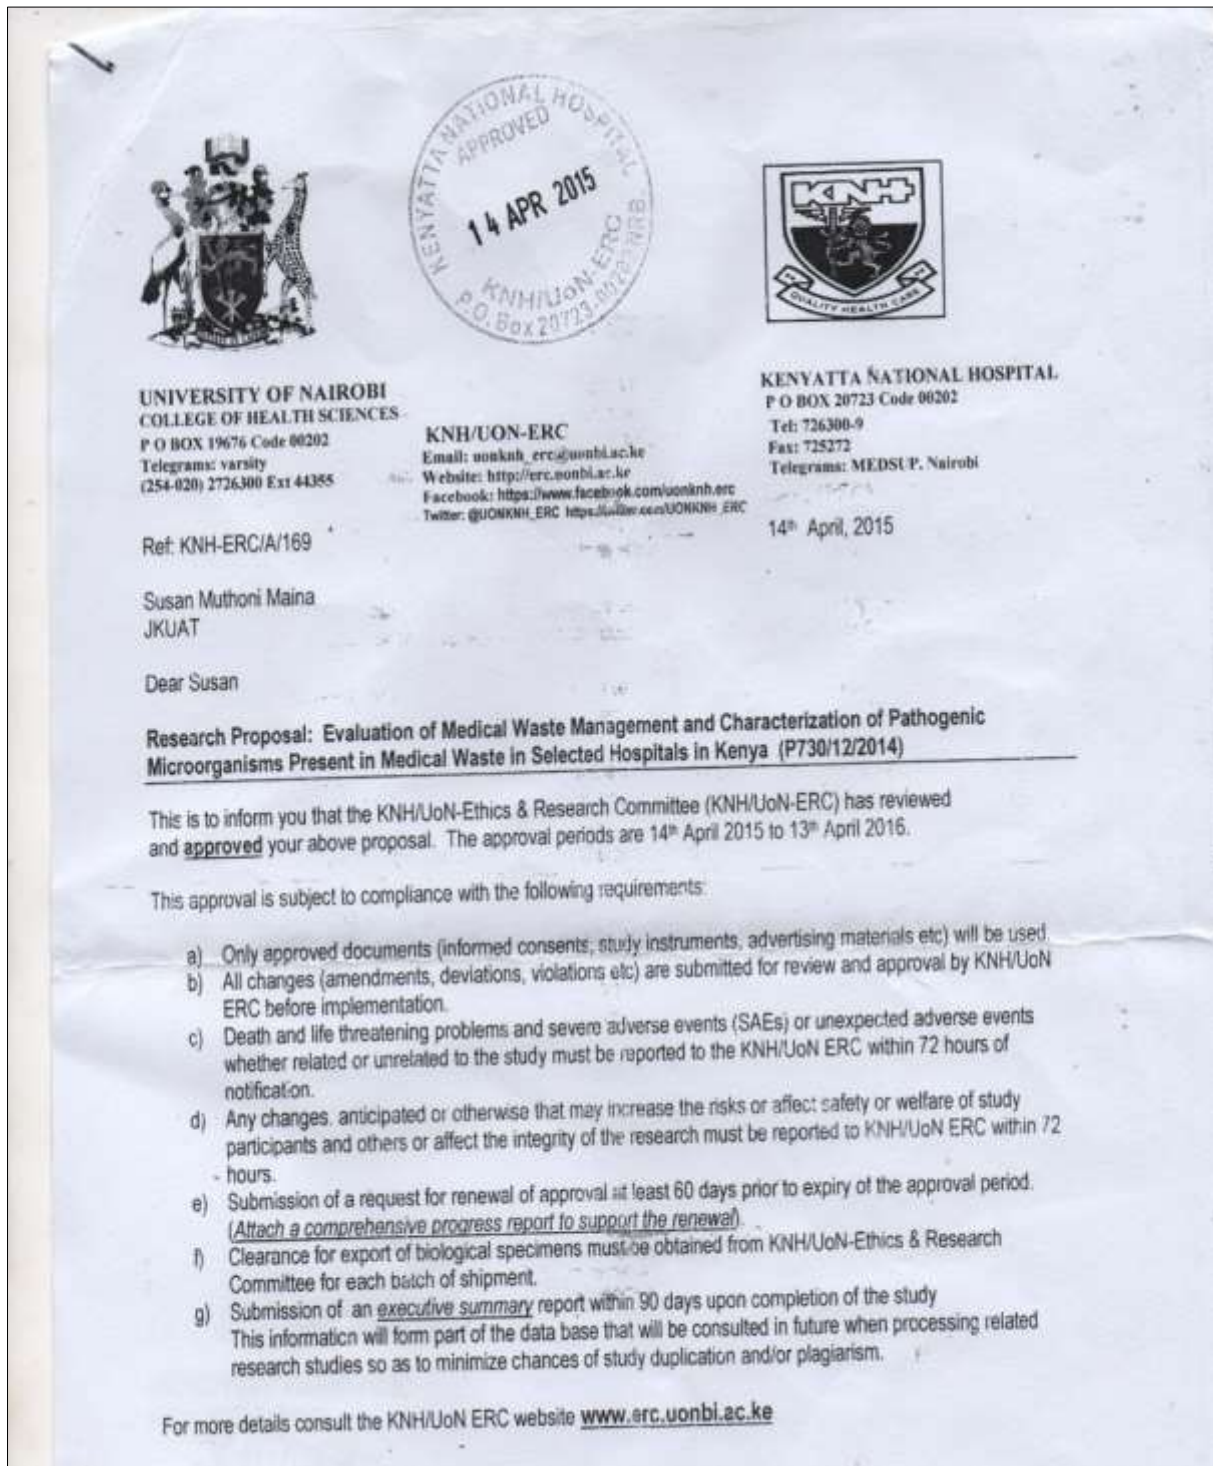 KENYATTA NATIONAL HOSPITAL
APPROVED
14 APR 2015
KNH/UoN-ERC
P.O. Box 20723-00202 NRB.
KNH
QUALITY HEALTH CARE
UNIVERSITY OF NAIROBI
COLLEGE OF HEALTH SCIENCES
P O BOX 19676 Code 00202
Telegrams: varsity
(254-020) 2726300 Ext 44355
KNH/UON-ERC
Email: uonknh_erc@uonbi.ac.ke
Website: http://erc.uonbi.ac.ke
Facebook: https://www.facebook.com/uonknh.erc
Twitter: @UONKNH_ERC https://twitter.com/UONKNH_ERC
KENYATTA NATIONAL HOSPITAL
P O BOX 20723 Code 00202
Tel: 726300-9
Fax: 725272
Telegrams: MEDSUP, Nairobi
14th April, 2015
Ref: KNH-ERC/A/169
Susan Muthoni Maina
JKUAT
Dear Susan
Research Proposal: Evaluation of Medical Waste Management and Characterization of Pathogenic
Microorganisms Present in Medical Waste in Selected Hospitals in Kenya (P730/12/2014)
This is to inform you that the KNH/UoN-Ethics & Research Committee (KNH/UoN-ERC) has reviewed
and approved your above proposal. The approval periods are 14th April 2015 to 13th April 2016.
This approval is subject to compliance with the following requirements:
a) Only approved documents (informed consents, study instruments, advertising materials etc) will be used.
b) All changes (amendments, deviations, violations etc) are submitted for review and approval by KNH/UoN
ERC before implementation.
c) Death and life threatening problems and severe adverse events (SAEs) or unexpected adverse events
whether related or unrelated to the study must be reported to the KNH/UoN ERC within 72 hours of
notification.
d) Any changes, anticipated or otherwise that may increase the risks or affect safety or welfare of study
participants and others or affect the integrity of the research must be reported to KNH/UoN ERC within 72
hours.
e) Submission of a request for renewal of approval at least 60 days prior to expiry of the approval period.
(Attach a comprehensive progress report to support the renewal).
f) Clearance for export of biological specimens must be obtained from KNH/UoN-Ethics & Research
Committee for each batch of shipment.
g) Submission of an executive summary report within 90 days upon completion of the study
This information will form part of the data base that will be consulted in future when processing related
research studies so as to minimize chances of study duplication and/or plagiarism.
For more details consult the KNH/UoN ERC website www.erc.uonbi.ac.ke